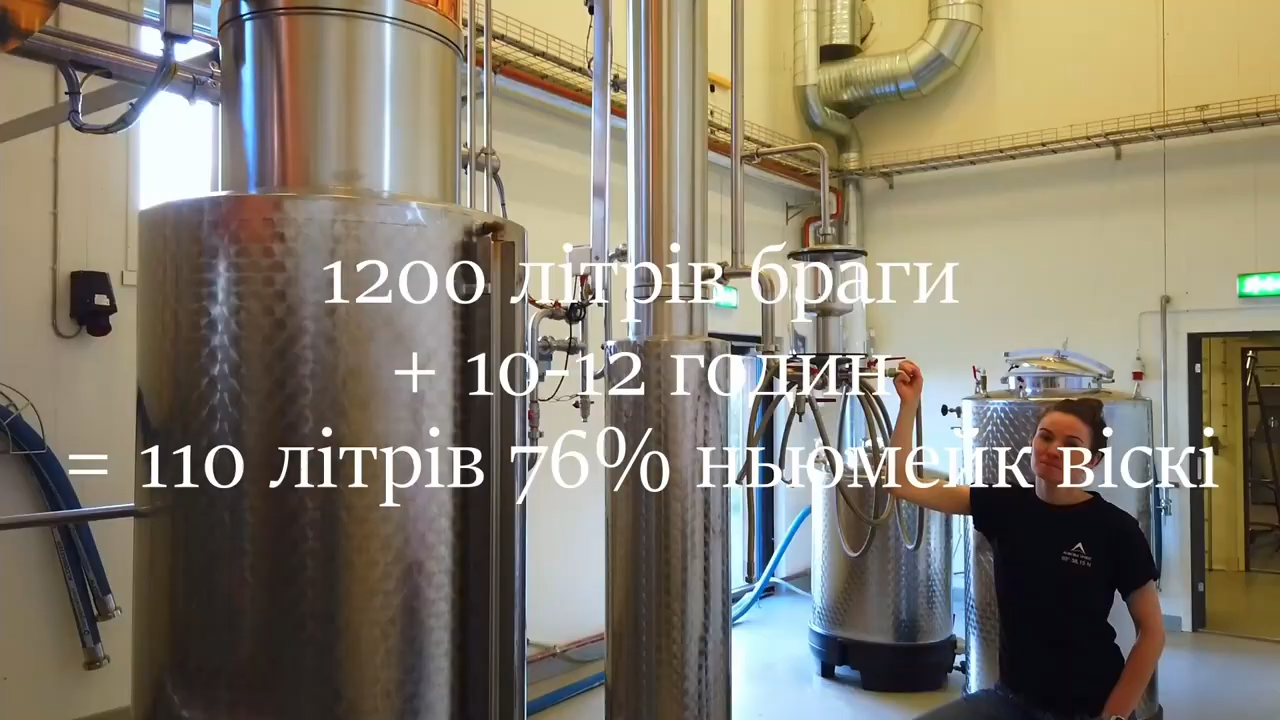 1200 літрів браги
+ 10-12 годин
= 110 літрів 76% ньюмейк віскі